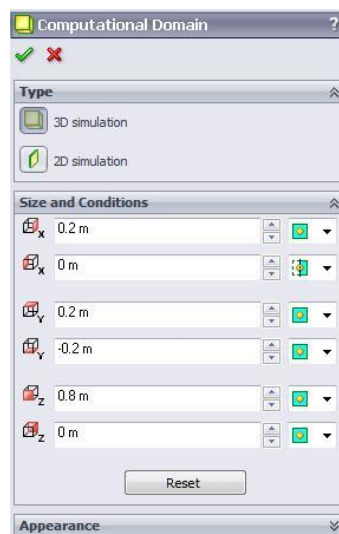 Computational Domain ?
Type
3D simulation
2D simulation
Size and Conditions
X 0.2 m
X 0 m
Y 0.2 m
Y -0.2 m
Z 0.8 m
Z 0 m
Reset
Appearance